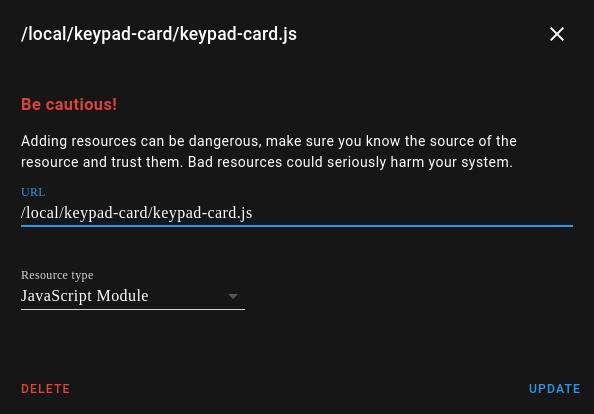 /local/keypad-card/keypad-card.js
Be cautious!
Adding resources can be dangerous, make sure you know the source of the
resource and trust them. Bad resources could seriously harm your system.
URL
/local/keypad-card/keypad-card.js
Resource type
JavaScript Module
DELETE
UPDATE